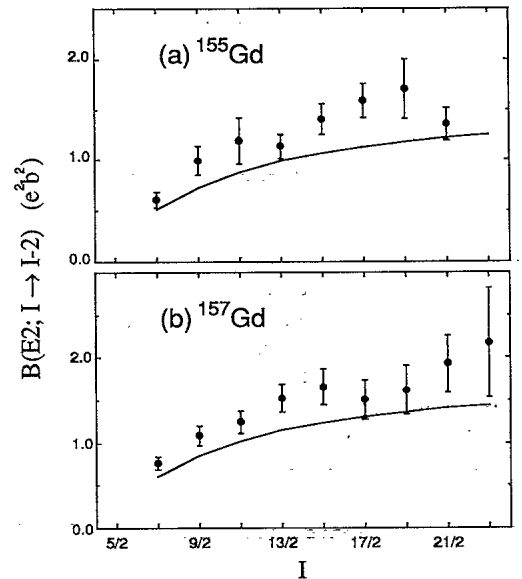 2.0
(a) ¹⁵⁵Gd
1.0
0.0
B(E2; I → I-2) (e²b²)
(b) ¹⁵⁷Gd
2.0
1.0
0.0
5/2 9/2 13/2 17/2 21/2
I